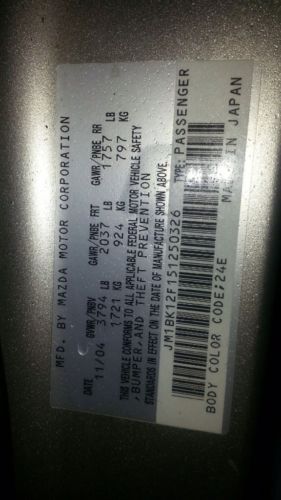 MFD. BY MAZDA MOTOR CORPORATION
DATE GVWR/PNBV GAWR/PNBE FRT GAWR/PNBE RR
11/04 3794 LB 2037 LB 1757 LB
1721 KG 924 KG 797 KG
THIS VEHICLE CONFORMS TO ALL APPLICABLE FEDERAL MOTOR VEHICLE SAFETY
, BUMPER, AND THEFT PREVENTION
STANDARDS IN EFFECT ON THE DATE OF MANUFACTURE SHOWN ABOVE.
JM1BK12F151250326 TYPE: PASSENGER
BODY COLOR CODE;24E MADE IN JAPAN